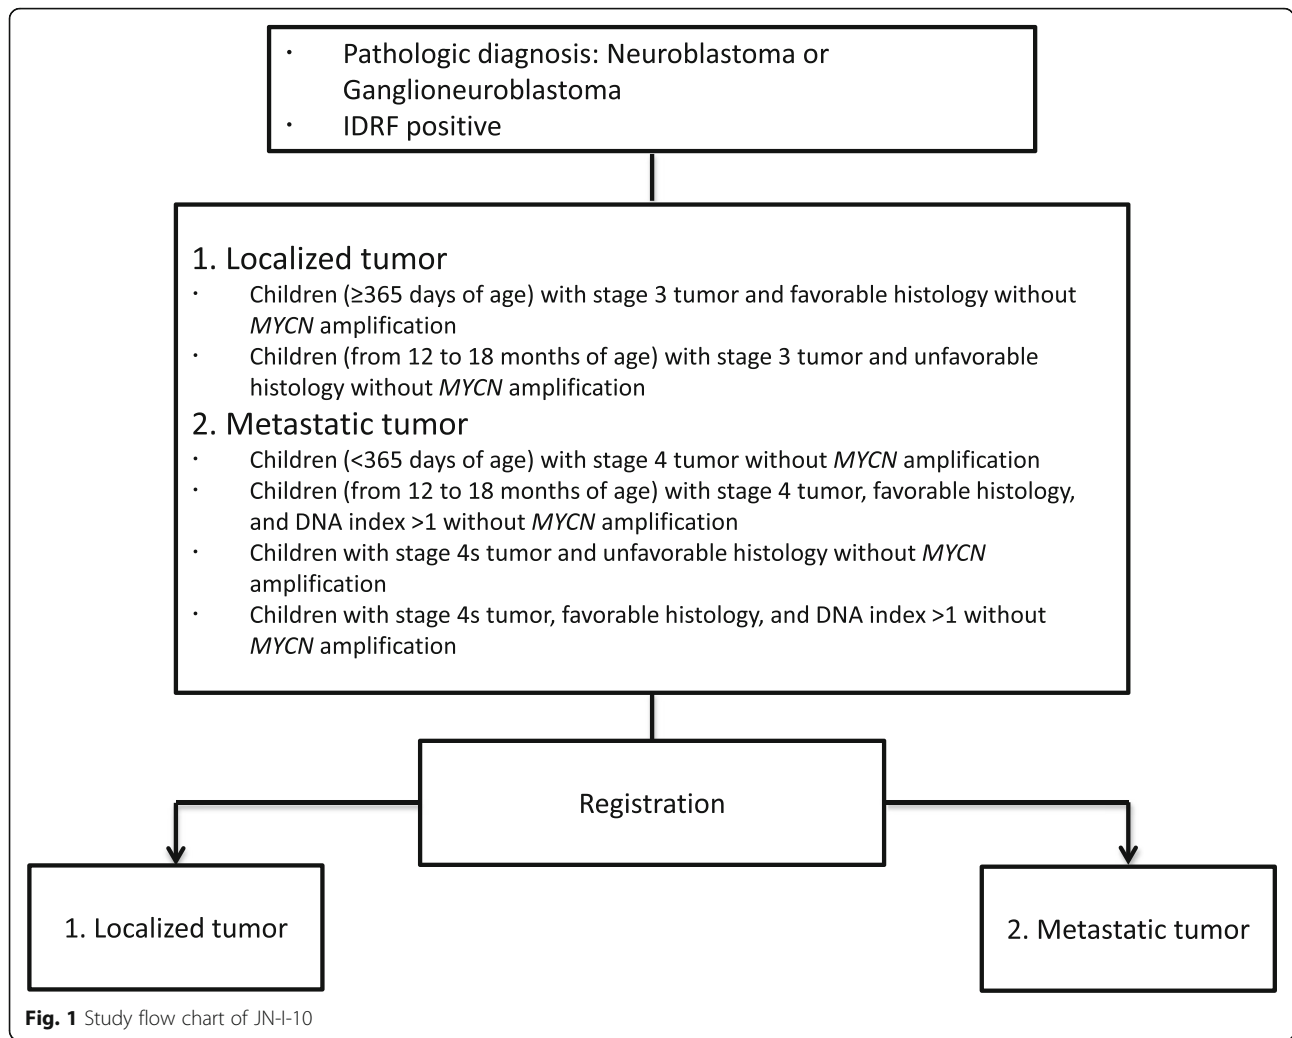 · Pathologic diagnosis: Neuroblastoma or
Ganglioneuroblastoma
· IDRF positive
1. Localized tumor
· Children (≥365 days of age) with stage 3 tumor and favorable histology without
MYCN amplification
· Children (from 12 to 18 months of age) with stage 3 tumor and unfavorable
histology without MYCN amplification
2. Metastatic tumor
· Children (<365 days of age) with stage 4 tumor without MYCN amplification
· Children (from 12 to 18 months of age) with stage 4 tumor, favorable histology,
and DNA index >1 without MYCN amplification
· Children with stage 4s tumor and unfavorable histology without MYCN
amplification
· Children with stage 4s tumor, favorable histology, and DNA index >1 without
MYCN amplification
Registration
1. Localized tumor
2. Metastatic tumor
Fig. 1 Study flow chart of JN-I-10